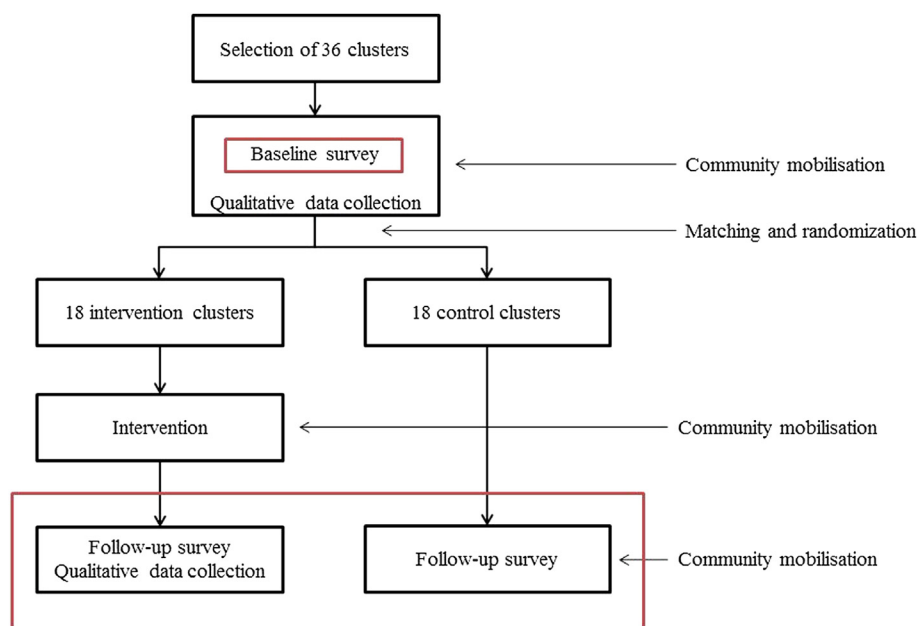 Selection of 36 clusters
Baseline survey
Community mobilisation
Qualitative data collection
Matching and randomization
18 intervention clusters
18 control clusters
Intervention
Community mobilisation
Follow-up survey
Qualitative data collection
Follow-up survey
Community mobilisation